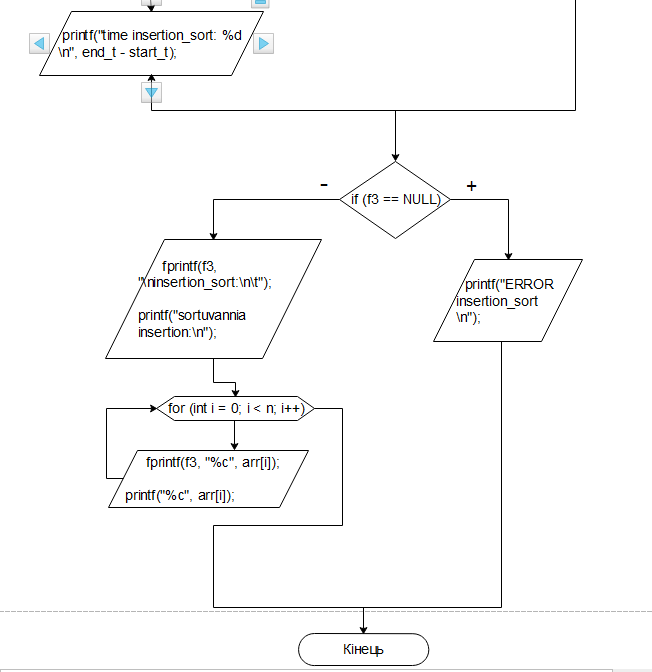 printf("time insertion_sort: %d
\n", end_t - start_t);
if (f3 == NULL)
-
+
fprintf(f3,
"\ninsertion_sort:\n\t");
printf("sortuvannia
insertion:\n");
printf("ERROR
insertion_sort
\n");
for (int i = 0; i < n; i++)
fprintf(f3, "%c", arr[i]);
printf("%c", arr[i]);
Кінець